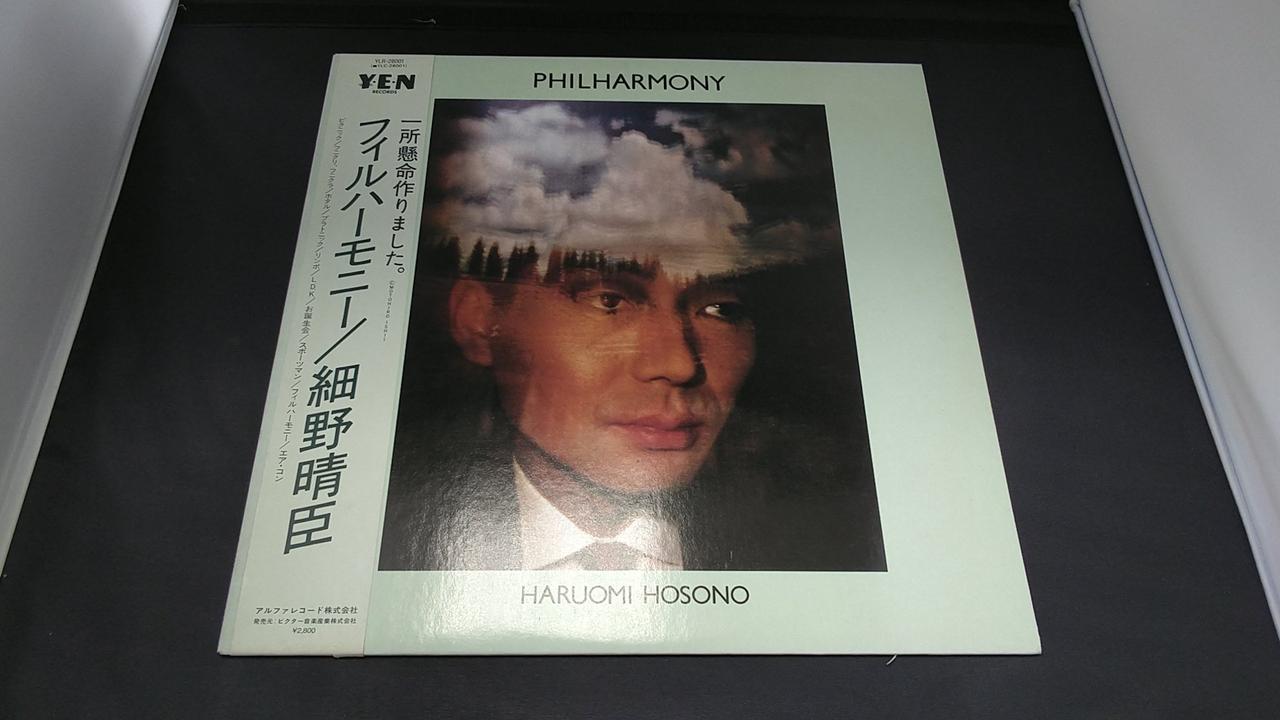 YLR-28001
(YLC-28001)
Y·E·N
RECORDS
一所懸命作りました。
©MOTOHIRO ISHII
フィルハーモニー/細野晴臣
ピクニック/フニクリ、フニクラ/ホタル/プラトニック/リンボ/L.D.K/お誕生会/スポーツマン/フィルハーモニー/エア・コン
アルファレコード株式会社
発売元:ビクター音楽産業株式会社
¥2,800
PHILHARMONY
HARUOMI HOSONO